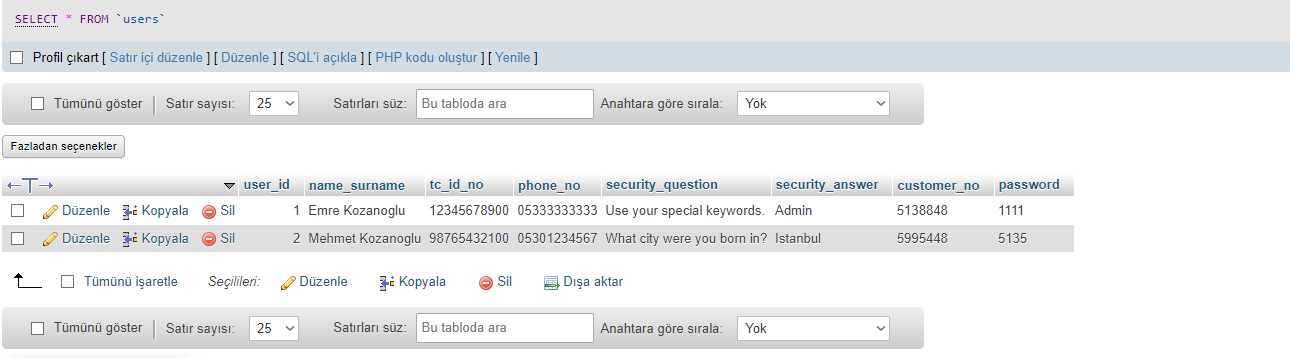 SELECT * FROM `users`
Profil çıkart [ Satır içi düzenle ] [ Düzenle ] [ SQL'i açıkla ] [ PHP kodu oluştur ] [ Yenile ]
Tümünü göster Satır sayısı: 25 Satırları süz: Bu tabloda ara Anahtara göre sırala: Yok
Fazladan seçenekler
user_id name_surname tc_id_no phone_no security_question security_answer customer_no password
Düzenle Kopyala Sil 1 Emre Kozanoglu 12345678900 05333333333 Use your special keywords. Admin 5138848 1111
Düzenle Kopyala Sil 2 Mehmet Kozanoglu 98765432100 05301234567 What city were you born in? Istanbul 5995448 5135
Tümünü işaretle Seçilileri: Düzenle Kopyala Sil Dışa aktar
Tümünü göster Satır sayısı: 25 Satırları süz: Bu tabloda ara Anahtara göre sırala: Yok